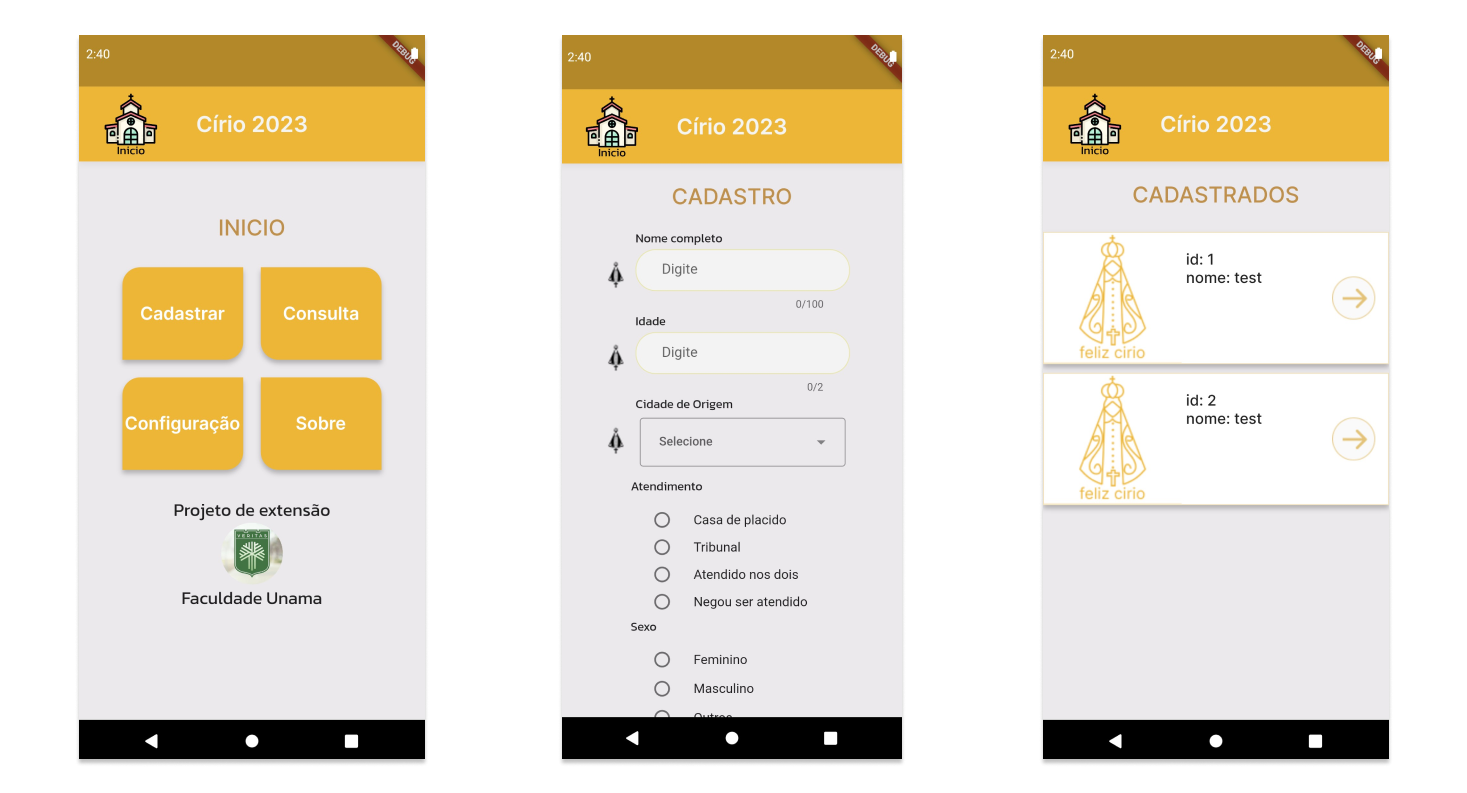 2:40
DEBUG
Início
Círio 2023
INICIO
Cadastrar
Consulta
Configuração
Sobre
Projeto de extensão
VERITAS
Faculdade Unama
2:40
DEBUG
Início
Círio 2023
CADASTRO
Nome completo
Digite
0/100
Idade
Digite
0/2
Cidade de Origem
Selecione
Atendimento
Casa de placido
Tribunal
Atendido nos dois
Negou ser atendido
Sexo
Feminino
Masculino
Outros
2:40
DEBUG
Início
Círio 2023
CADASTRADOS
id: 1
nome: test
feliz cirio
id: 2
nome: test
feliz cirio